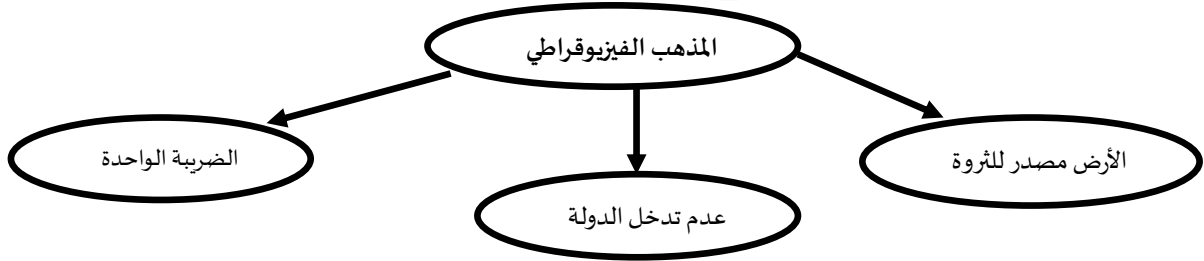 المذهب الفيزيوقراطي
الأرض مصدر للثروة
عدم تدخل الدولة
الضريبة الواحدة